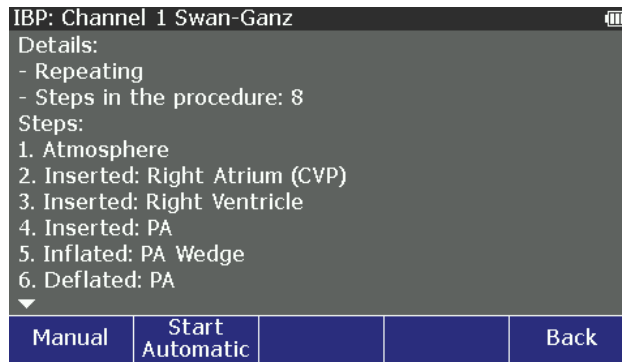 IBP: Channel 1 Swan-Ganz
Details:
- Repeating
- Steps in the procedure: 8
Steps:
1. Atmosphere
2. Inserted: Right Atrium (CVP)
3. Inserted: Right Ventricle
4. Inserted: PA
5. Inflated: PA Wedge
6. Deflated: PA
Manual
Start
Automatic
Back